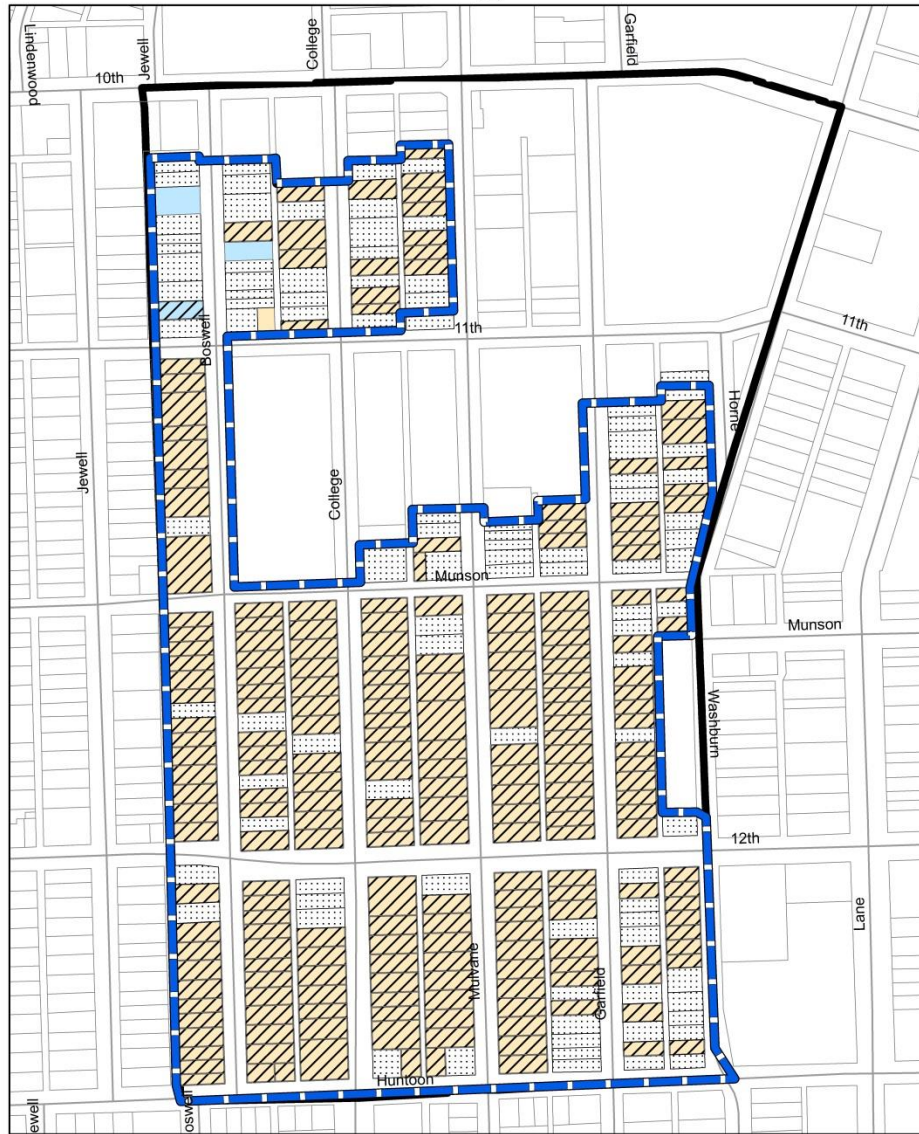 Lindenwood
Jewell
College
Garfield
10th
11th
11th
Boswell
Horne
Jewell
College
Munson
Munson
Washburn
12th
Lane
Mulvane
Garfield
Huntoon
ewell
oswell